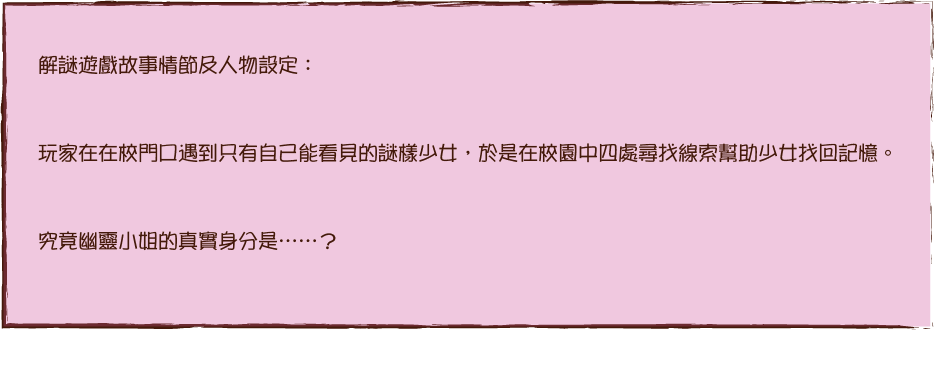 解謎遊戲故事情節及人物設定：
玩家在在校門口遇到只有自己能看見的謎樣少女，於是在校園中四處尋找線索幫助少女找回記憶。
究竟幽靈小姐的真實身分是……？